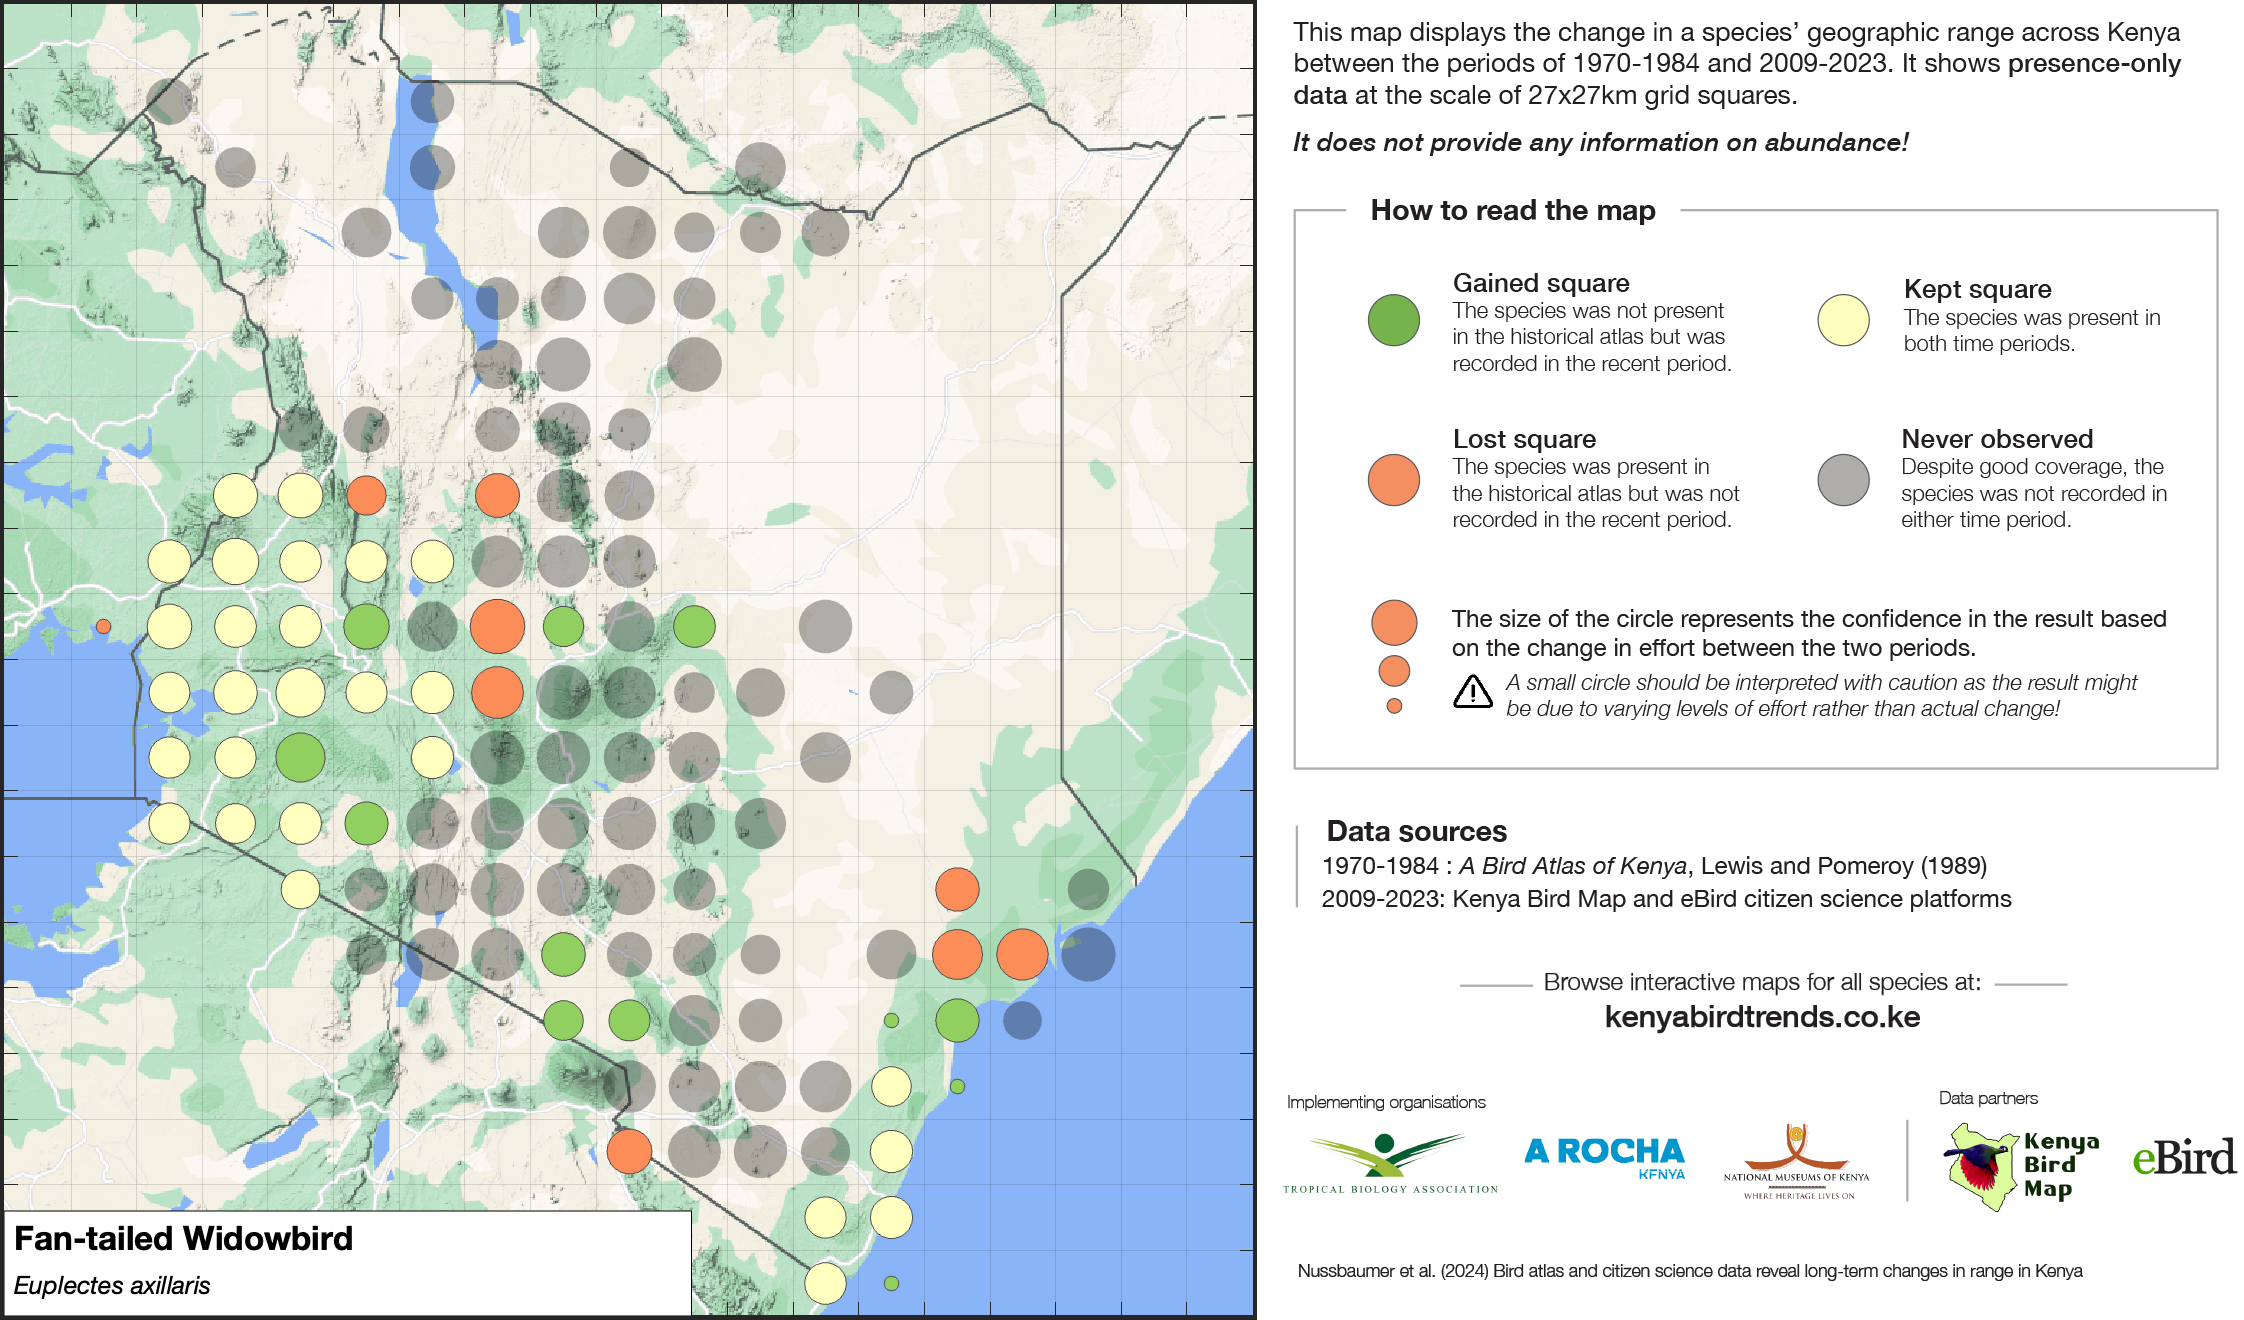 This map displays the change in a species’ geographic range across Kenya
between the periods of 1970-1984 and 2009-2023. It shows presence-only
data at the scale of 27x27km grid squares.
It does not provide any information on abundance!
How to read the map
Gained square
The species was not present
in the historical atlas but was
recorded in the recent period.
Kept square
The species was present in
both time periods.
Lost square
The species was present in
the historical atlas but was not
recorded in the recent period.
Never observed
Despite good coverage, the
species was not recorded in
either time period.
The size of the circle represents the confidence in the result based
on the change in effort between the two periods.
A small circle should be interpreted with caution as the result might
be due to varying levels of effort rather than actual change!
Data sources
1970-1984 : A Bird Atlas of Kenya, Lewis and Pomeroy (1989)
2009-2023: Kenya Bird Map and eBird citizen science platforms
Browse interactive maps for all species at:
kenyabirdtrends.co.ke
Implementing organisations
Data partners
TROPICAL BIOLOGY ASSOCIATION
A ROCHA
KENYA
NATIONAL MUSEUMS OF KENYA
WHERE HERITAGE LIVES ON
Kenya
Bird
Map
eBird
Fan-tailed Widowbird
Euplectes axillaris
Nussbaumer et al. (2024) Bird atlas and citizen science data reveal long-term changes in range in Kenya